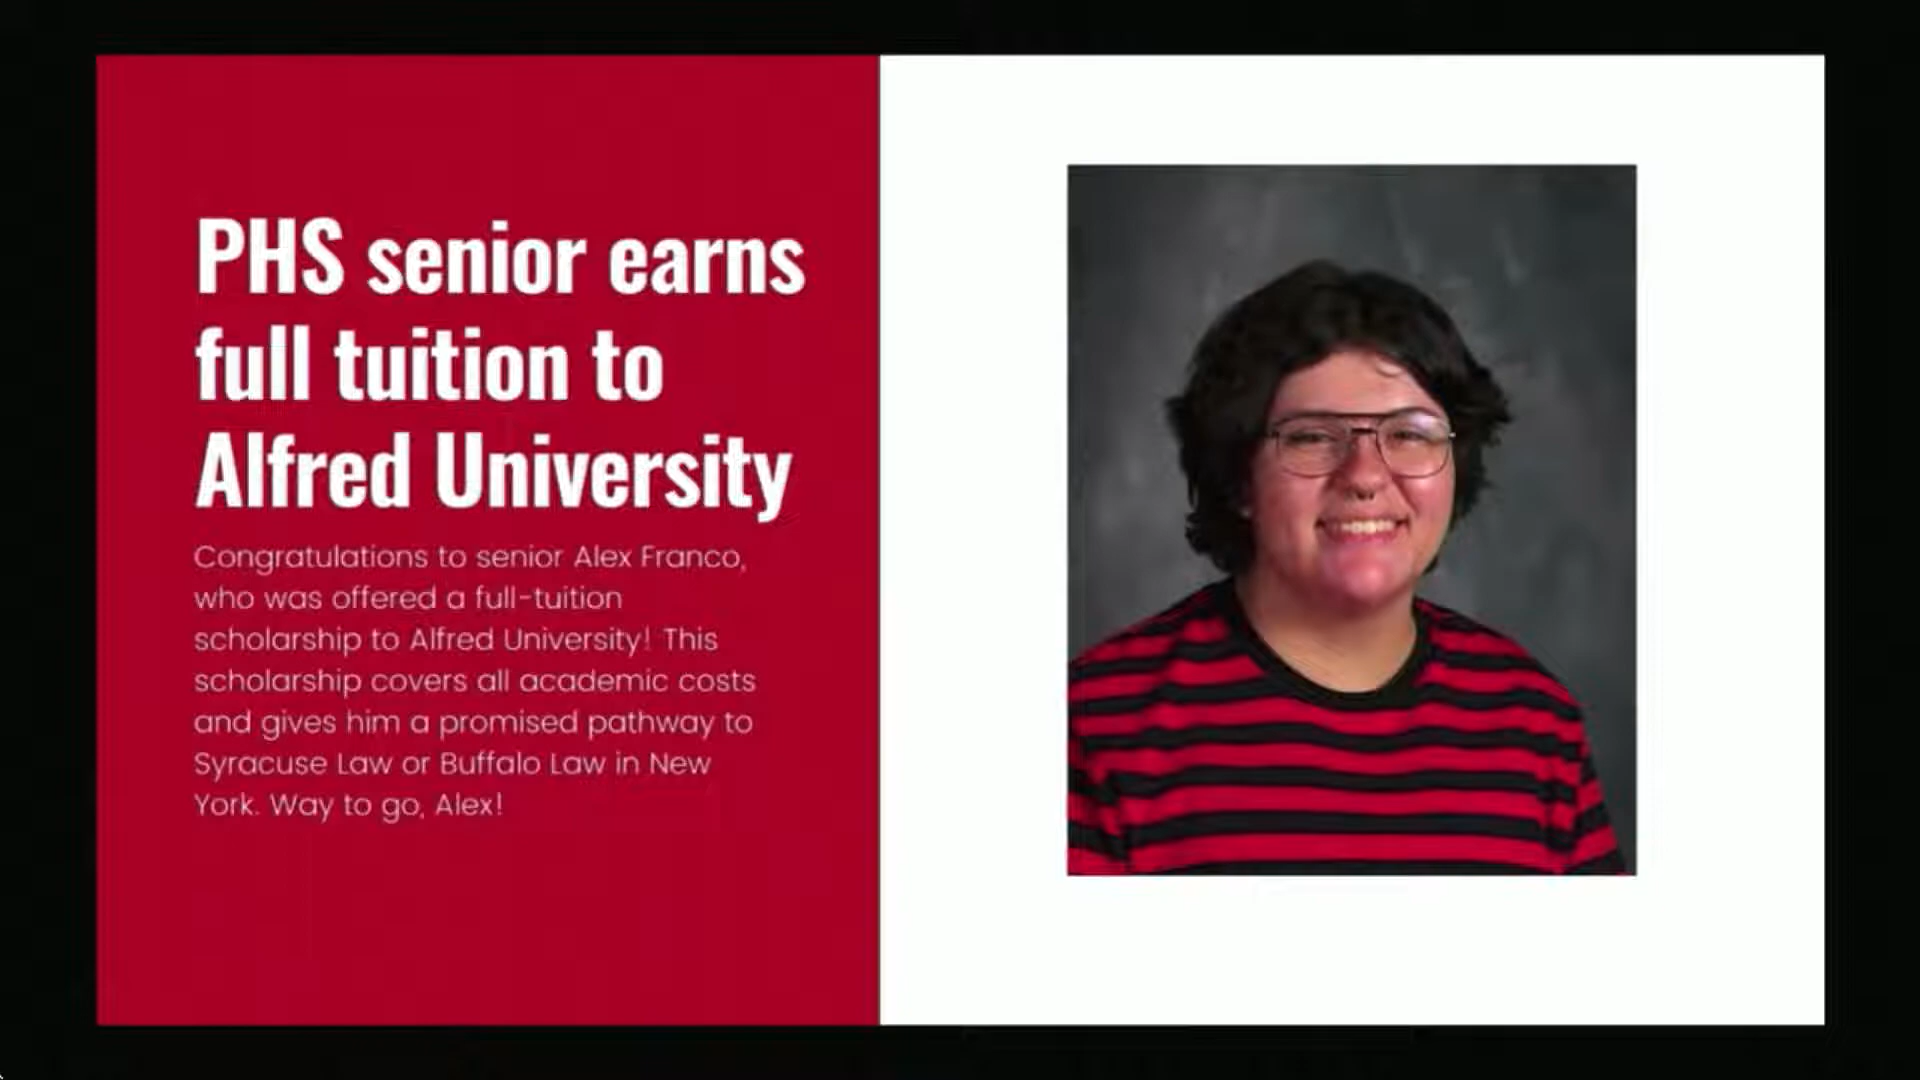 PHS senior earns
full tuition to
Alfred University
Congratulations to senior Alex Franco,
who was offered a full-tuition
scholarship to Alfred University! This
scholarship covers all academic costs
and gives him a promised pathway to
Syracuse Law or Buffalo Law in New
York. Way to go, Alex!